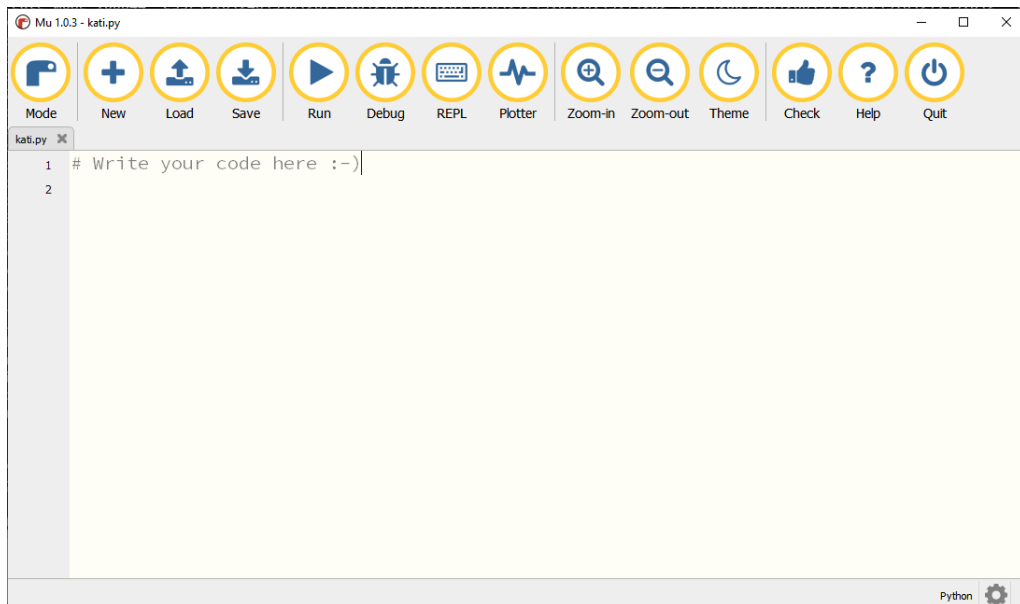 Mu 1.0.3 - kati.py
Mode New Load Save Run Debug REPL Plotter Zoom-in Zoom-out Theme Check Help Quit
kati.py
1 # Write your code here :-)
2
Python